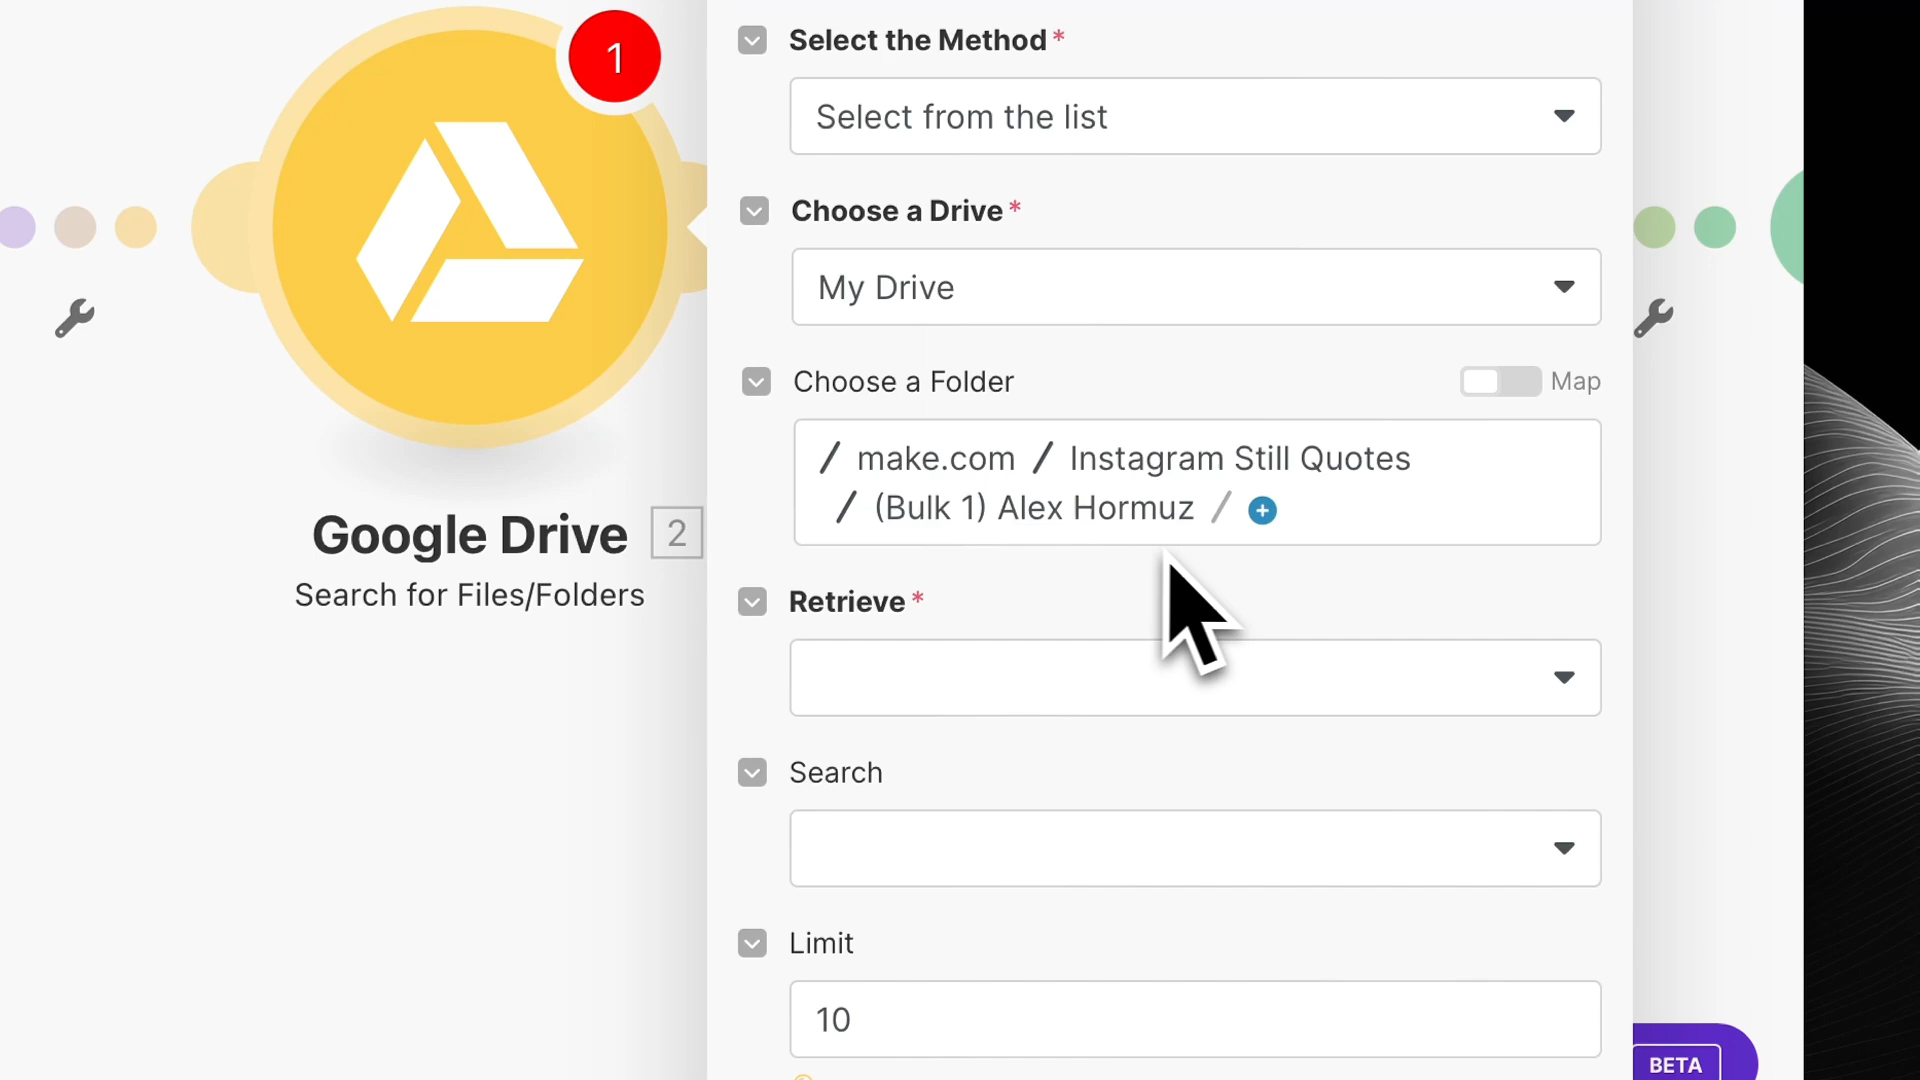 1
Select the Method *
Select from the list
Choose a Drive *
My Drive
Choose a Folder
Map
/ make.com / Instagram Still Quotes
/ (Bulk 1) Alex Hormuz /
Google Drive 2
Search for Files/Folders
Retrieve *
Search
Limit
10
BETA